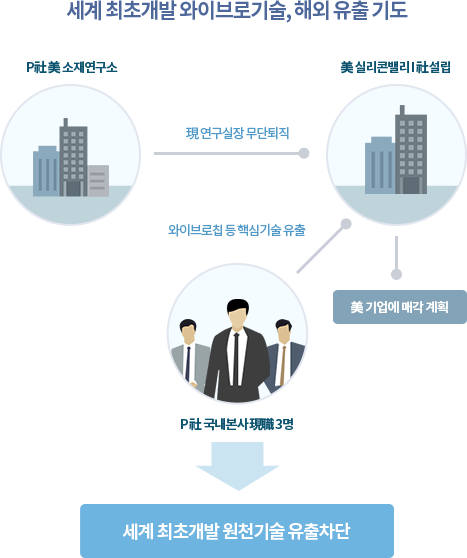 세계 최초개발 와이브로기술, 해외 유출 기도
P社 美 소재연구소
美 실리콘밸리 I 社설립
現 연구실장 무단퇴직
와이브로칩 등 핵심기술 유출
美 기업에 매각 계획
P社 국내본사 現職 3명
세계 최초개발 원천기술 유출차단